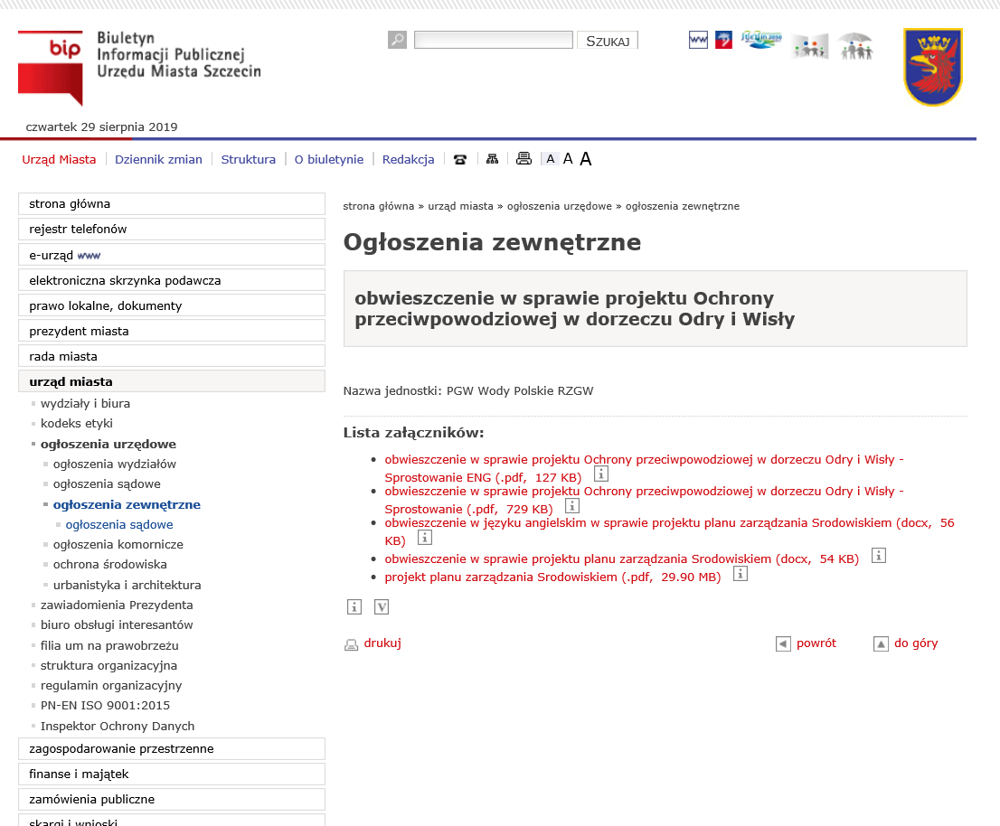 bip
Biuletyn
Informacji Publicznej
Urzędu Miasta Szczecin
SZUKAJ
czwartek 29 sierpnia 2019
Urząd Miasta
Dziennik zmian
Struktura
O biuletynie
Redakcja
A A A
strona główna
rejestr telefonów
e-urząd www
elektroniczna skrzynka podawcza
prawo lokalne, dokumenty
prezydent miasta
rada miasta
urząd miasta
wydziały i biura
kodeks etyki
ogłoszenia urzędowe
ogłoszenia wydziałów
ogłoszenia sądowe
ogłoszenia zewnętrzne
ogłoszenia sądowe
ogłoszenia komornicze
ochrona środowiska
urbanistyka i architektura
zawiadomienia Prezydenta
biuro obsługi interesantów
filia um na prawobrzeżu
struktura organizacyjna
regulamin organizacyjny
PN-EN ISO 9001:2015
Inspektor Ochrony Danych
zagospodarowanie przestrzenne
finanse i majątek
zamówienia publiczne
skargi i wnioski
strona główna » urząd miasta » ogłoszenia urzędowe » ogłoszenia zewnętrzne
Ogłoszenia zewnętrzne
obwieszczenie w sprawie projektu Ochrony
przeciwpowodziowej w dorzeczu Odry i Wisły
Nazwa jednostki: PGW Wody Polskie RZGW
Lista załączników:
obwieszczenie w sprawie projektu Ochrony przeciwpowodziowej w dorzeczu Odry i Wisły -
Sprostowanie ENG (.pdf, 127 KB) i
obwieszczenie w sprawie projektu Ochrony przeciwpowodziowej w dorzeczu Odry i Wisły -
Sprostowanie (.pdf, 729 KB) i
obwieszczenie w języku angielskim w sprawie projektu planu zarządzania Srodowiskiem (docx, 56
KB) i
obwieszczenie w sprawie projektu planu zarządzania Srodowiskiem (docx, 54 KB) i
projekt planu zarządzania Srodowiskiem (.pdf, 29.90 MB) i
i V
drukuj
powrót
do góry